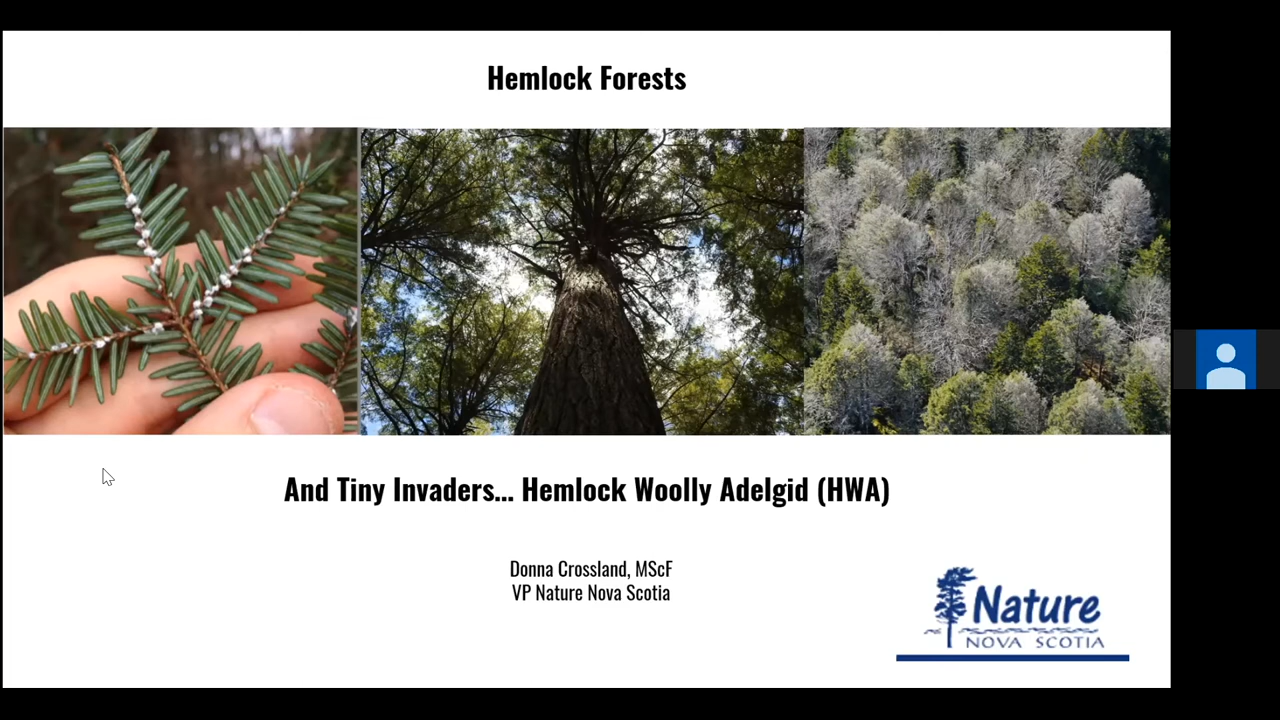 Hemlock Forests
And Tiny Invaders... Hemlock Woolly Adelgid (HWA)
Donna Crossland, MScF
VP Nature Nova Scotia
Nature
NOVA SCOTIA